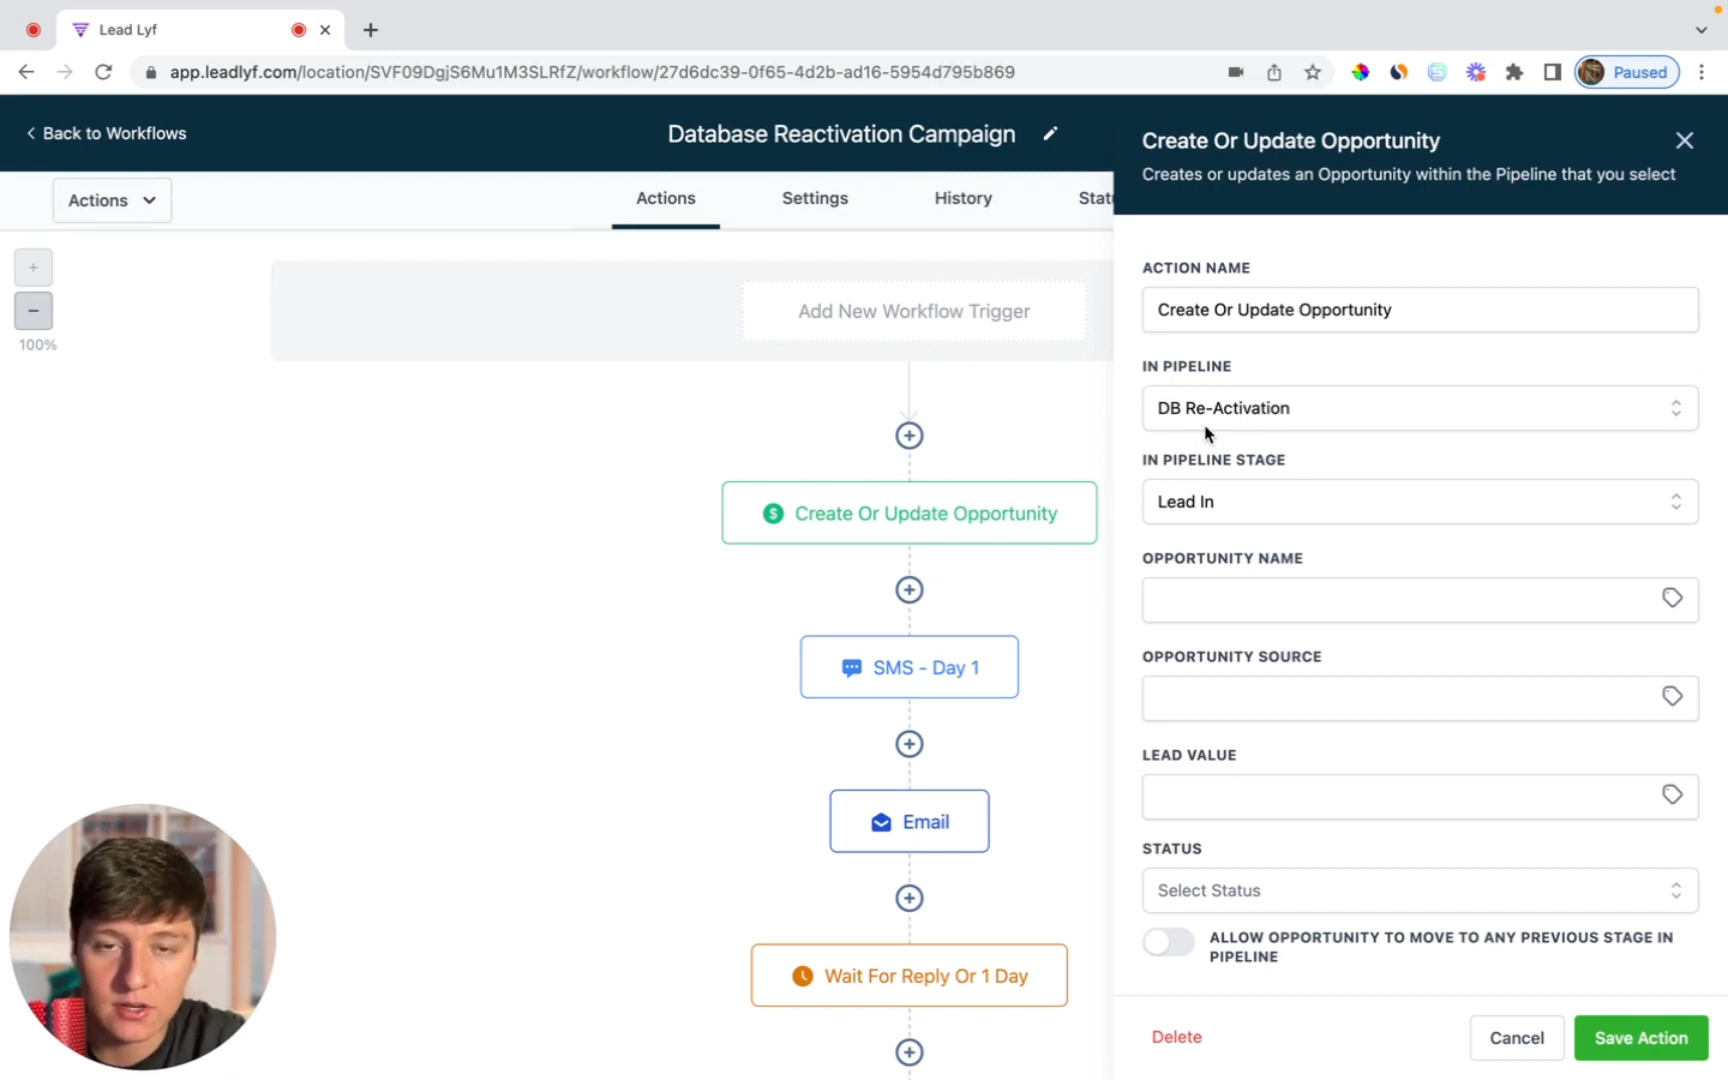 Lead Lyf
app.leadlyf.com/location/SVF09DgjS6Mu1M3SLRfZ/workflow/27d6dc39-0f65-4d2b-ad16-5954d795b869
Paused
Back to Workflows
Database Reactivation Campaign
Actions
Actions
Settings
History
Stat
+
−
100%
Add New Workflow Trigger
Create Or Update Opportunity
SMS - Day 1
Email
Wait For Reply Or 1 Day
Create Or Update Opportunity
Creates or updates an Opportunity within the Pipeline that you select
ACTION NAME
Create Or Update Opportunity
IN PIPELINE
DB Re-Activation
IN PIPELINE STAGE
Lead In
OPPORTUNITY NAME
OPPORTUNITY SOURCE
LEAD VALUE
STATUS
Select Status
ALLOW OPPORTUNITY TO MOVE TO ANY PREVIOUS STAGE IN
PIPELINE
Delete
Cancel
Save Action